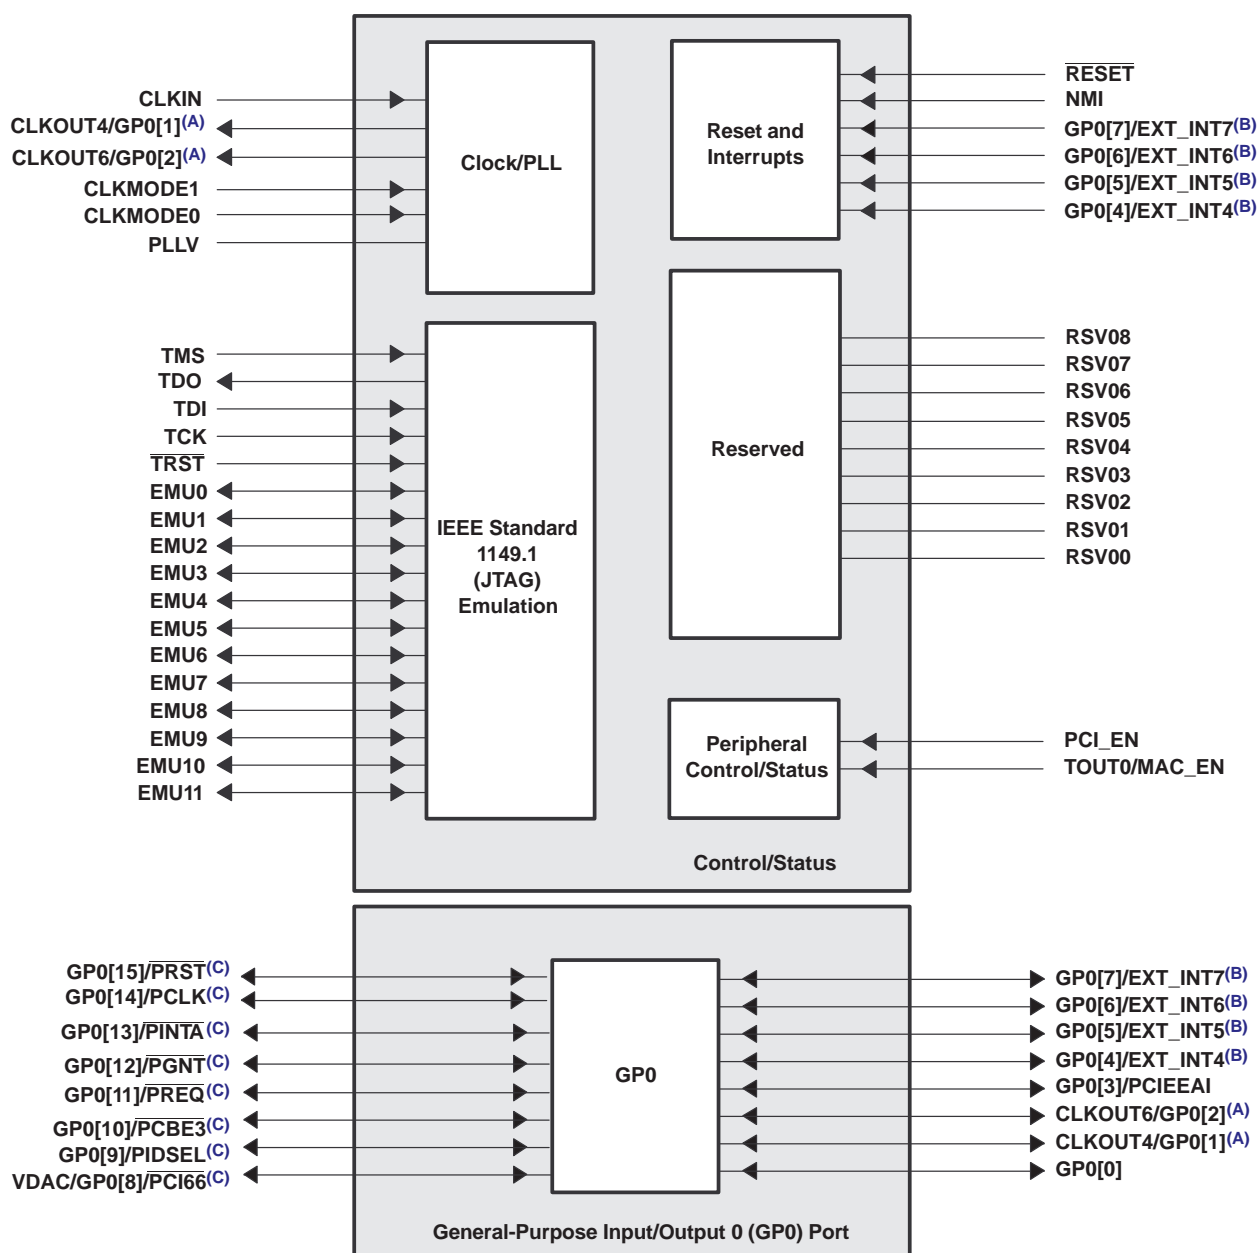 CLKIN
CLKOUT4/GP0[1](A)
CLKOUT6/GP0[2](A)
CLKMODE1
CLKMODE0
PLLV
Clock/PLL
Reset and
Interrupts
RESET
NMI
GP0[7]/EXT_INT7(B)
GP0[6]/EXT_INT6(B)
GP0[5]/EXT_INT5(B)
GP0[4]/EXT_INT4(B)
TMS
TDO
TDI
TCK
TRST
EMU0
EMU1
EMU2
EMU3
EMU4
EMU5
EMU6
EMU7
EMU8
EMU9
EMU10
EMU11
IEEE Standard
1149.1
(JTAG)
Emulation
Reserved
RSV08
RSV07
RSV06
RSV05
RSV04
RSV03
RSV02
RSV01
RSV00
Peripheral
Control/Status
PCI_EN
TOUT0/MAC_EN
Control/Status
GP0[15]/PRST(C)
GP0[14]/PCLK(C)
GP0[13]/PINTA(C)
GP0[12]/PGNT(C)
GP0[11]/PREQ(C)
GP0[10]/PCBE3(C)
GP0[9]/PIDSEL(C)
VDAC/GP0[8]/PCI66(C)
GP0
GP0[7]/EXT_INT7(B)
GP0[6]/EXT_INT6(B)
GP0[5]/EXT_INT5(B)
GP0[4]/EXT_INT4(B)
GP0[3]/PCIEEAI
CLKOUT6/GP0[2](A)
CLKOUT4/GP0[1](A)
GP0[0]
General-Purpose Input/Output 0 (GP0) Port